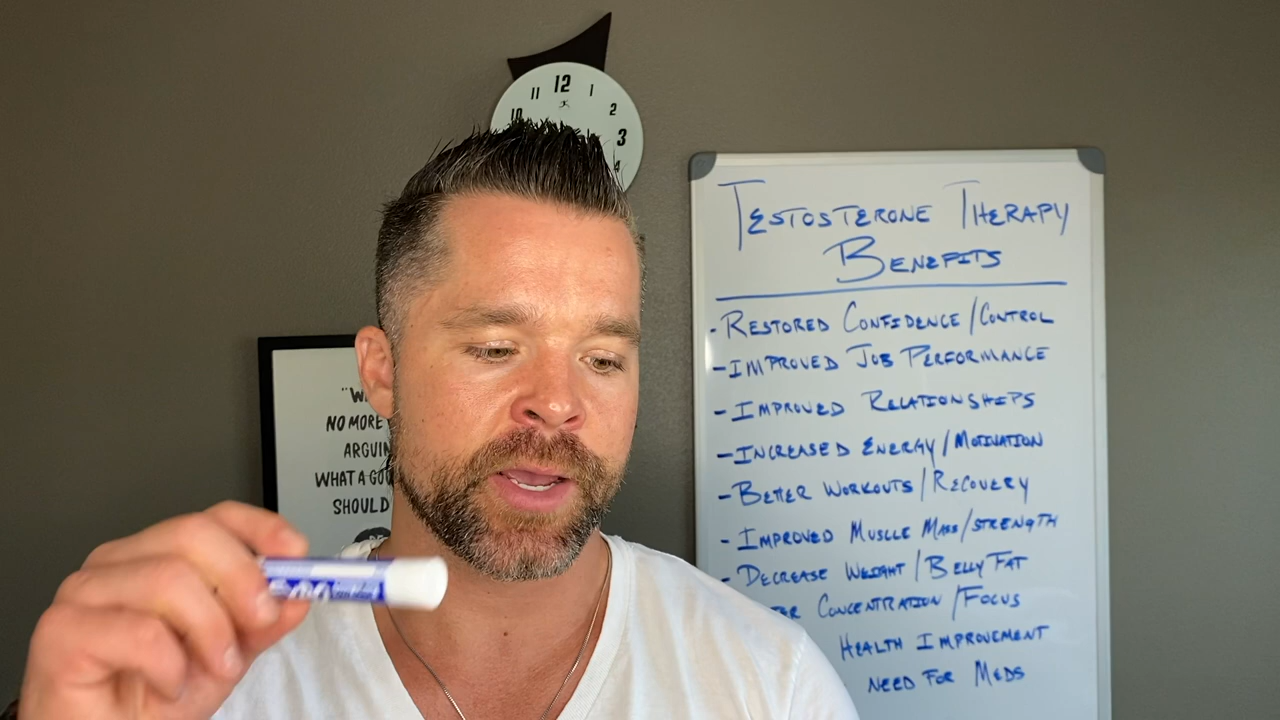 12
11
1
2
10
3
4
TESTOSTERONE THERAPY
BENEFITS
- RESTORED CONFIDENCE/CONTROL
- IMPROVED JOB PERFORMANCE
- IMPROVED RELATIONSHIPS
- INCREASED ENERGY/MOTIVATION
- BETTER WORKOUTS/RECOVERY
- IMPROVED MUSCLE MASS/STRENGTH
- DECREASE WEIGHT/BELLY FAT
CONCENTRATION/FOCUS
HEALTH IMPROVEMENT
NEED FOR MEDS
NO MORE
WHAT A
SHOULD